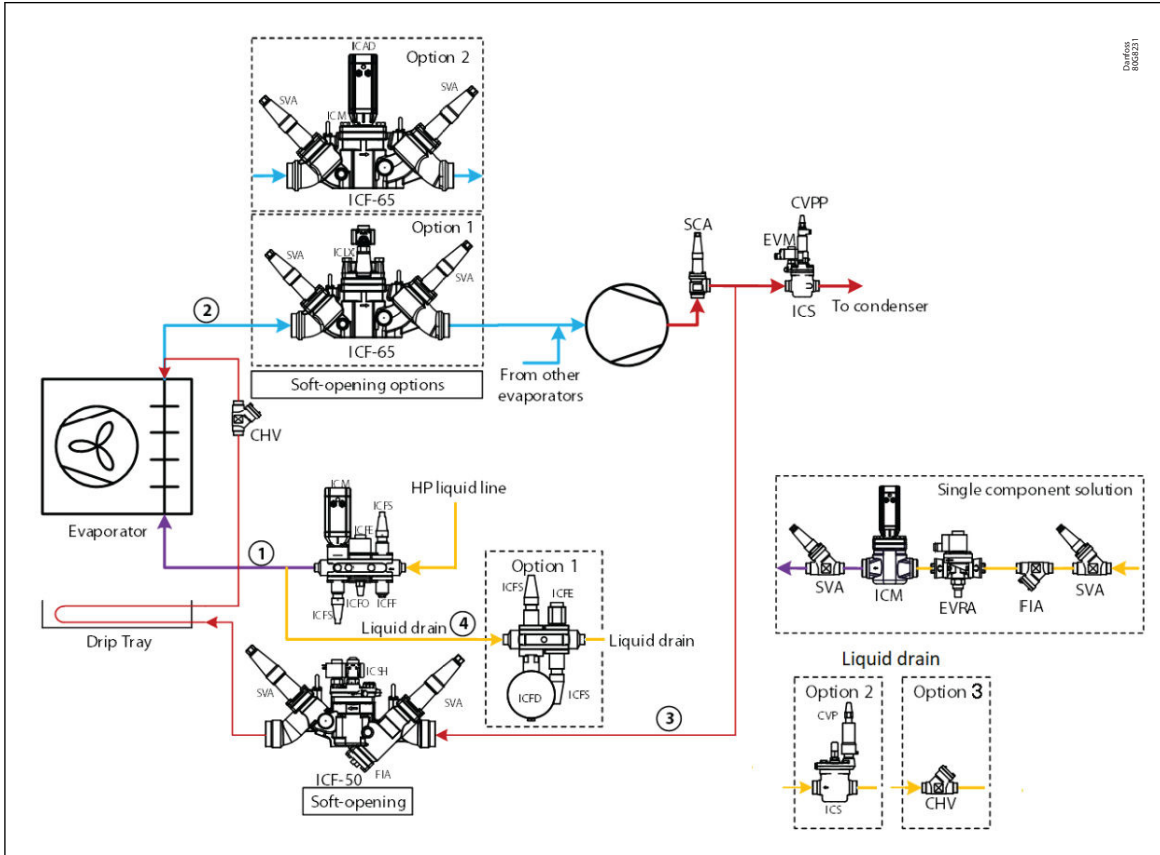 Danfoss
80G8231
ICAD
Option 2
SVA
SVA
ICM
ICF-65
Option 1
ICLX
SVA
SVA
ICF-65
Soft-opening options
2
SCA
CVPP
EVM
ICS
To condenser
From other
evaporators
CHV
Evaporator
1
ICM
ICFE
ICFS
HP liquid line
ICFS
ICFO
ICFF
Drip Tray
Liquid drain
4
Option 1
ICFS
ICFE
Liquid drain
ICFD
ICFS
SVA
ICSH
SVA
FIA
ICF-50
Soft-opening
3
Single component solution
SVA
ICM
EVRA
FIA
SVA
Liquid drain
Option 2
CVP
ICS
Option 3
CHV